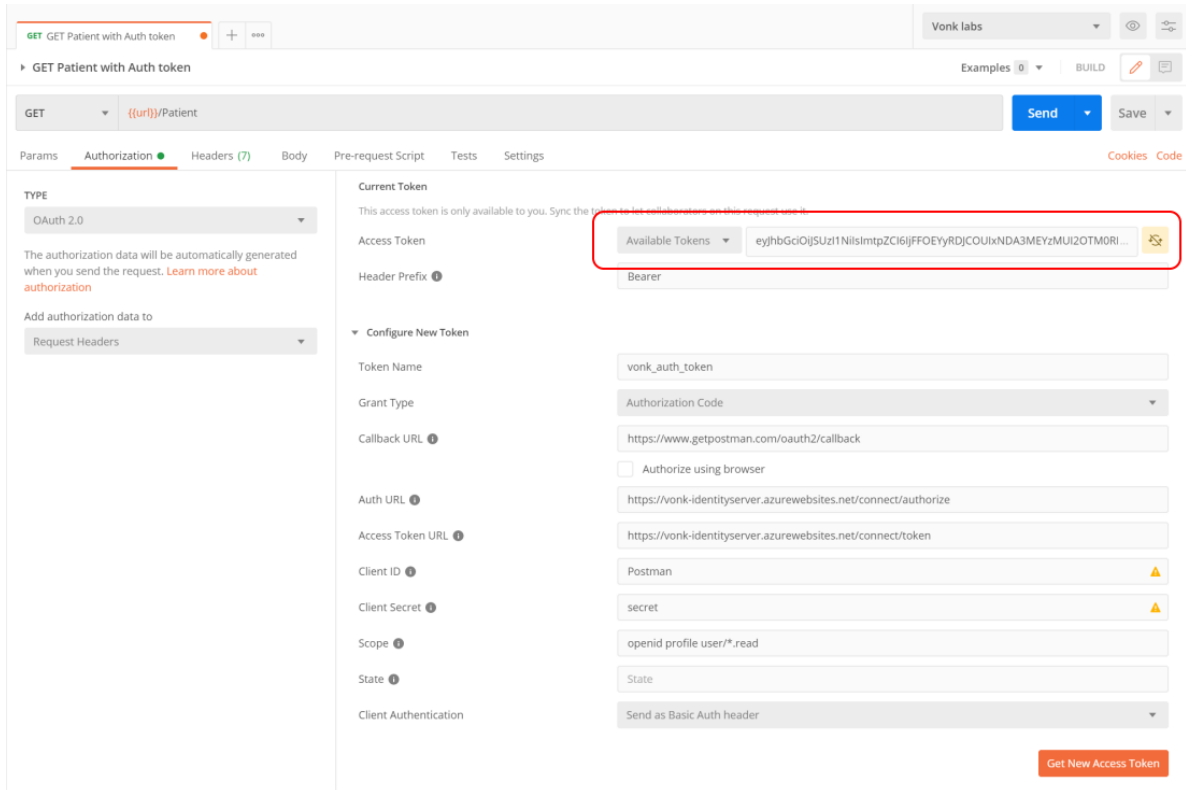 GET GET Patient with Auth token
Vonk labs
GET Patient with Auth token
Examples 0 BUILD
GET {{url}}/Patient Send Save
Params Authorization Headers (7) Body Pre-request Script Tests Settings Cookies Code
TYPE
OAuth 2.0
The authorization data will be automatically generated
when you send the request. Learn more about
authorization
Add authorization data to
Request Headers
Current Token
This access token is only available to you. Sync the token to let collaborators on this request use it.
Access Token Available Tokens
Header Prefix Bearer
Configure New Token
Token Name vonk_auth_token
Grant Type Authorization Code
Callback URL https://www.getpostman.com/oauth2/callback
Authorize using browser
Auth URL https://vonk-identityserver.azurewebsites.net/connect/authorize
Access Token URL https://vonk-identityserver.azurewebsites.net/connect/token
Client ID Postman
Client Secret secret
Scope openid profile user/*.read
State State
Client Authentication Send as Basic Auth header
Get New Access Token